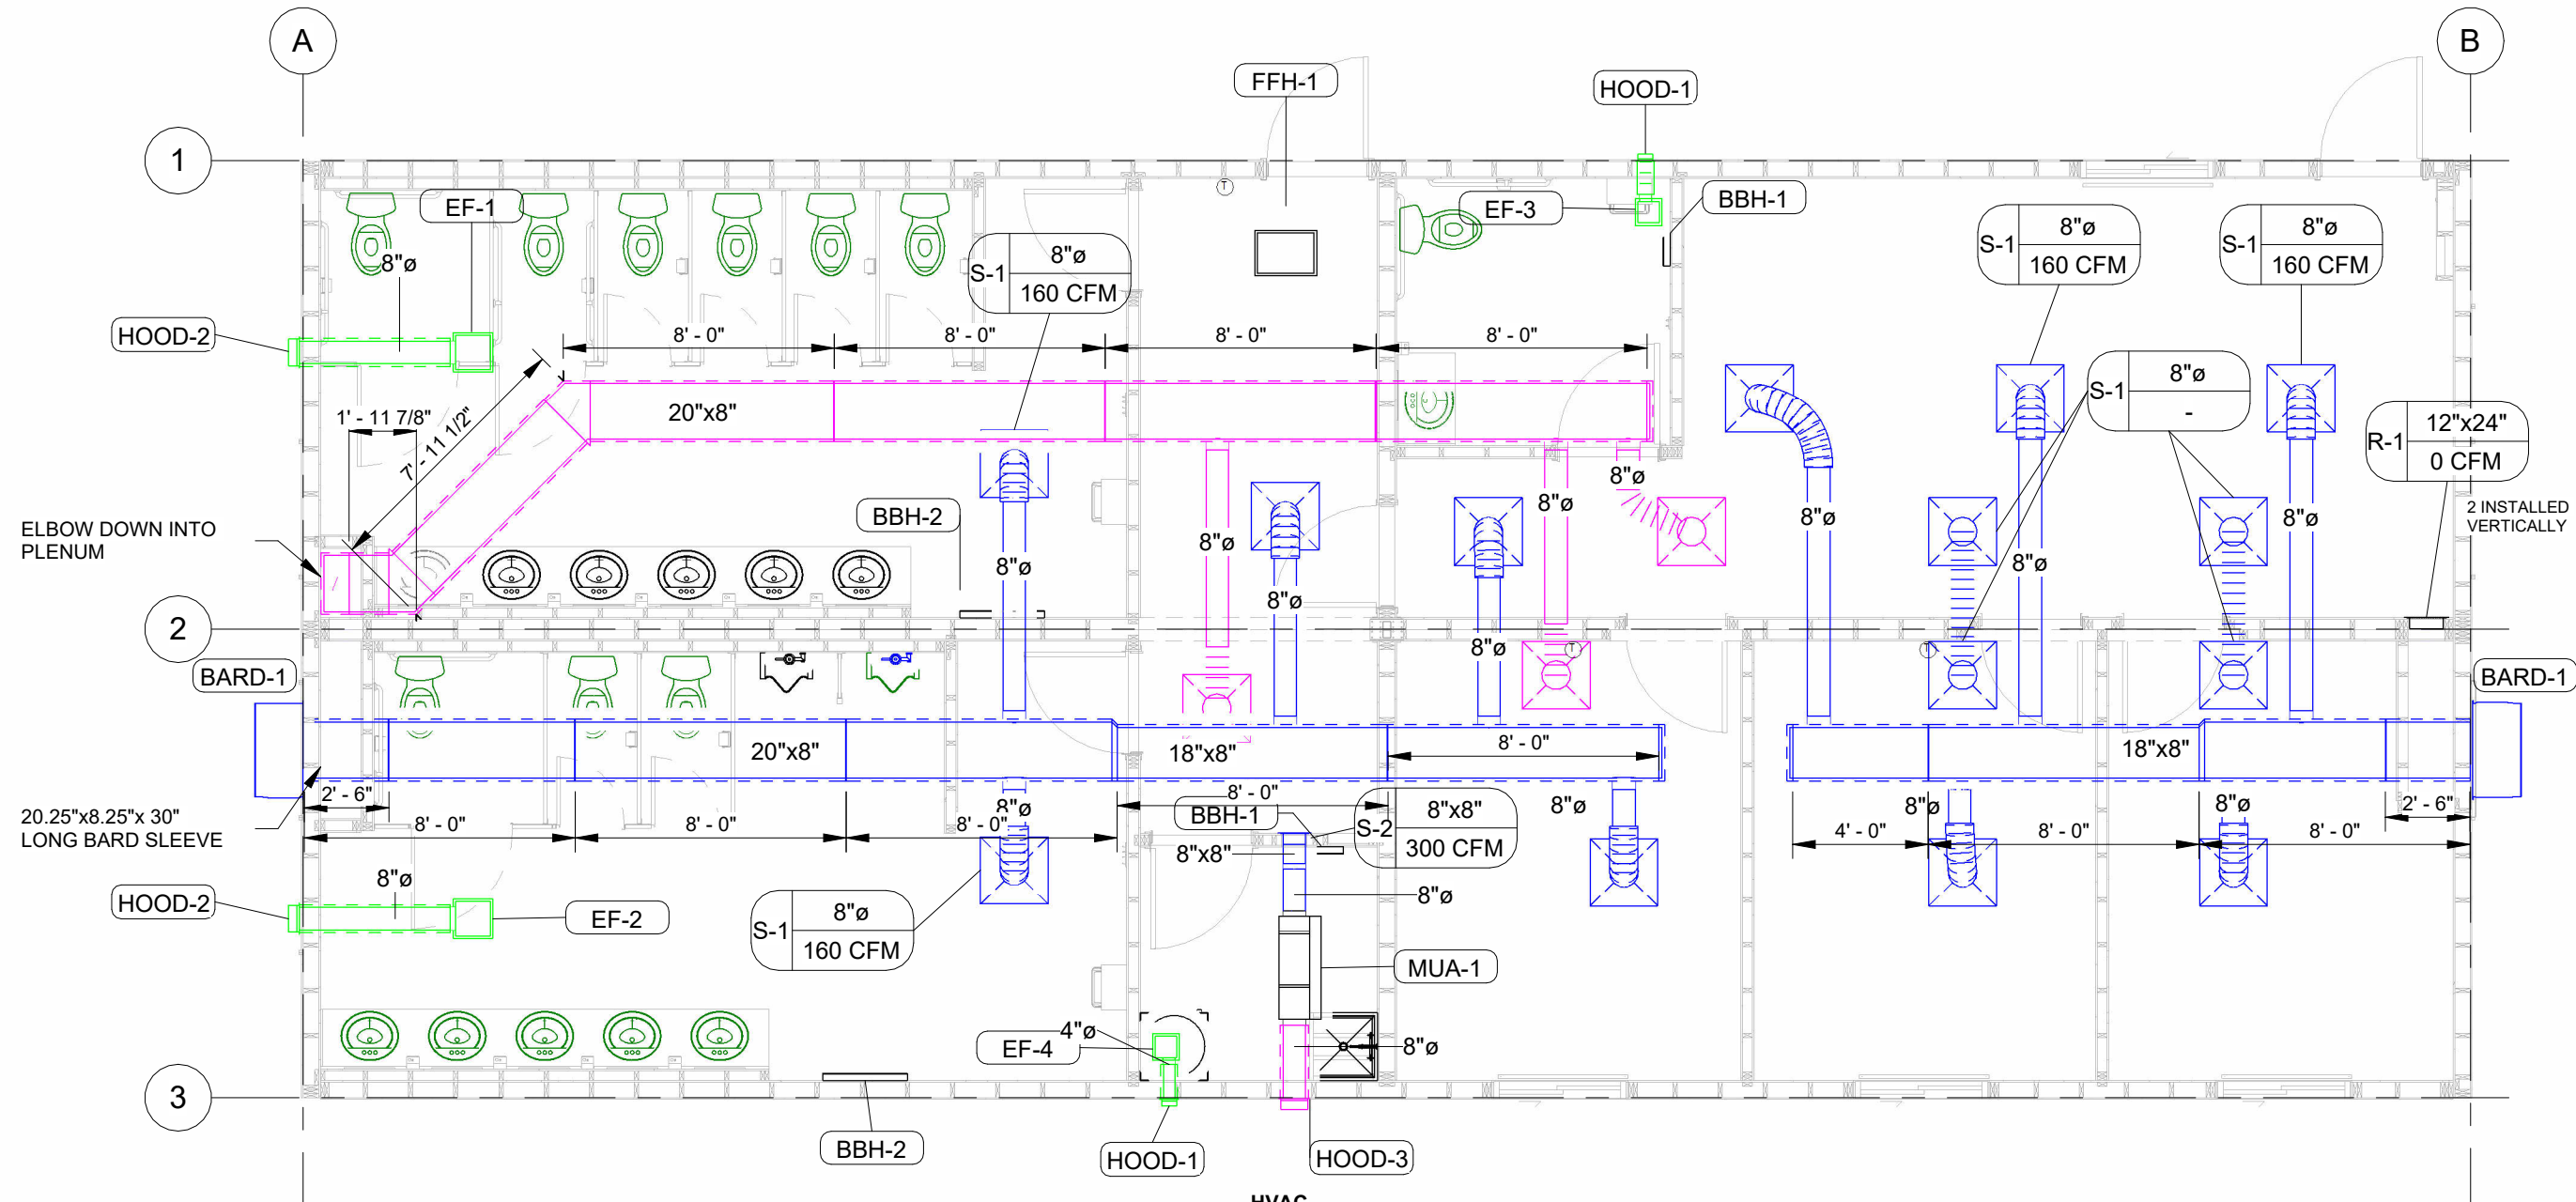 A
B
FFH-1
HOOD-1
1
EF-1
EF-3
BBH-1
T
8"ø
S-1
8"ø
160 CFM
S-1
8"ø
160 CFM
S-1
8"ø
160 CFM
HOOD-2
8' - 0"
8' - 0"
8' - 0"
8' - 0"
S-1
8"ø
-
1' - 11 7/8"
7' - 11 1/2"
20"x8"
R-1
12"x24"
0 CFM
2 INSTALLED
VERTICALLY
ELBOW DOWN INTO
PLENUM
BBH-2
8"ø
8"ø
8"ø
8"ø
8"ø
8"ø
8"ø
8"ø
8"ø
2
8"ø
T
T
BARD-1
BARD-1
20"x8"
18"x8"
8' - 0"
18"x8"
20.25"x8.25"x 30"
LONG BARD SLEEVE
2' - 6"
8' - 0"
8' - 0"
8' - 0"
8"ø
8' - 0"
BBH-1
S-2
8"x8"
300 CFM
8"x8"
8"ø
8"ø
8"ø
2' - 6"
4' - 0"
8' - 0"
8' - 0"
8"ø
HOOD-2
8"ø
EF-2
S-1
8"ø
160 CFM
MUA-1
EF-4
4"ø
8"ø
3
BBH-2
HOOD-1
HOOD-3
HVAC